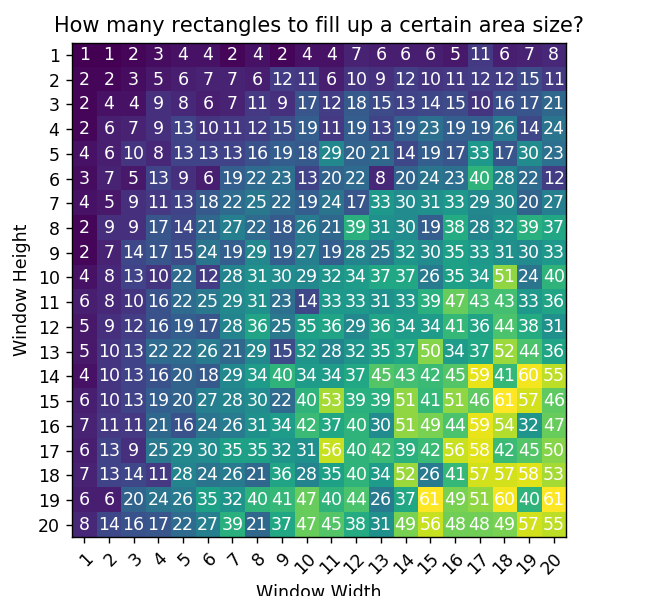 How many rectangles to fill up a certain area size?
1 1 1 2 3 4 4 2 4 2 4 4 7 6 6 6 5 11 6 7 8
2 2 2 3 5 6 7 7 6 12 11 6 10 9 12 10 11 12 12 15 11
3 2 4 4 9 8 6 7 11 9 17 12 18 15 13 14 15 10 16 17 21
4 2 6 7 9 13 10 11 12 15 19 11 19 13 19 23 19 19 26 14 24
5 4 6 10 8 13 13 13 16 19 18 29 20 21 14 19 17 33 17 30 23
6 3 7 5 13 9 6 19 22 23 13 20 22 8 20 24 23 40 28 22 12
7 4 5 9 11 13 18 22 25 22 19 24 17 33 30 31 33 29 30 20 27
8 2 9 9 17 14 21 27 22 18 26 21 39 31 30 19 38 28 32 39 37
9 2 7 14 17 15 24 19 29 19 27 19 28 25 32 30 35 33 31 30 33
10 4 8 13 10 22 12 28 31 30 29 32 34 37 37 26 35 34 51 24 40
11 6 8 10 16 22 25 29 31 23 14 33 33 31 33 39 47 43 43 33 36
12 5 9 12 16 19 17 28 36 25 35 36 29 36 34 34 41 36 44 38 31
13 5 10 13 22 22 26 21 29 15 32 28 32 35 37 50 34 37 52 44 36
14 4 10 13 16 20 18 29 34 40 34 34 37 45 43 42 45 59 41 60 55
15 6 10 13 19 20 27 28 30 22 40 53 39 39 51 41 51 46 61 57 46
16 7 11 11 21 16 24 26 31 34 42 37 40 30 51 49 44 59 54 32 47
17 6 13 9 25 29 30 35 35 32 31 56 40 42 39 42 56 58 42 45 50
18 7 13 14 11 28 24 26 21 36 28 35 40 34 52 26 41 57 57 58 53
19 6 6 20 24 26 35 32 40 41 47 40 44 26 37 61 49 51 60 40 61
20 8 14 16 17 22 27 39 21 37 47 45 38 31 49 56 48 48 49 57 55
1 2 3 4 5 6 7 8 9 10 11 12 13 14 15 16 17 18 19 20
Window Height
Window Width